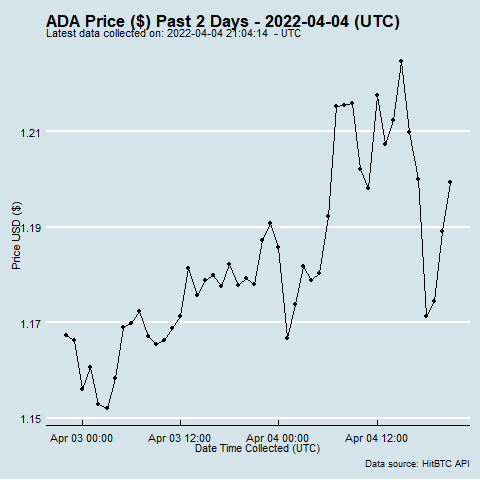 ADA Price ($) Past 2 Days - 2022-04-04 (UTC)
Latest data collected on: 2022-04-04 21:04:14 - UTC
Price USD ($)
1.21
1.19
1.17
1.15
Apr 03 00:00 Apr 03 12:00 Apr 04 00:00 Apr 04 12:00
Date Time Collected (UTC)
Data source: HitBTC API